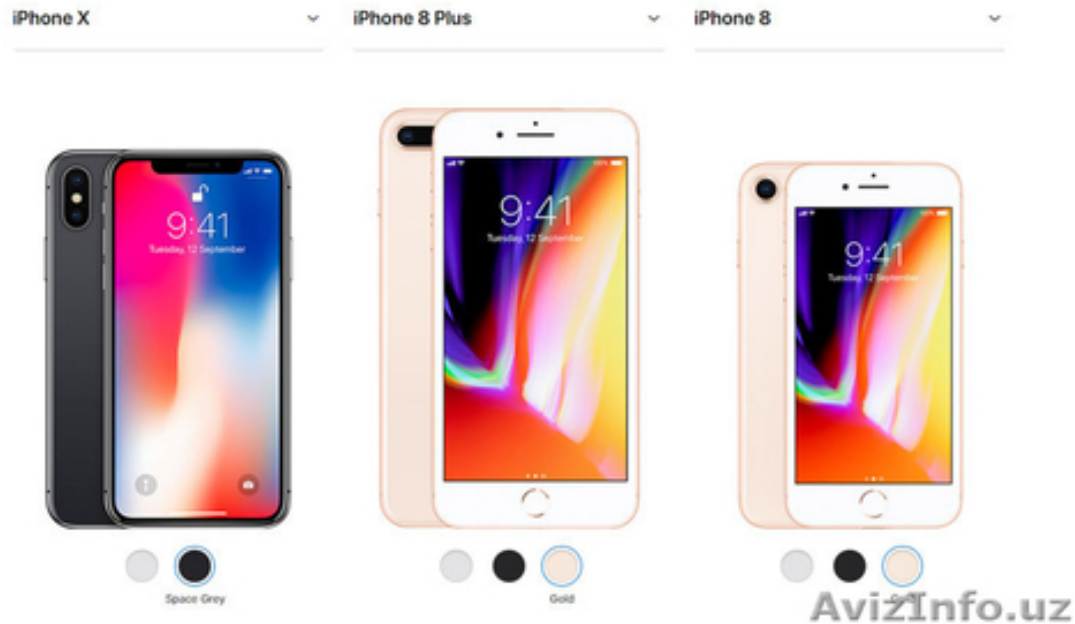 iPhone X
iPhone 8 Plus
iPhone 8
9:41
Tuesday, 12 September
9:41
Tuesday, 12 September
9:41
Tuesday, 12 September
Space Grey
Gold
AvizInfo.uz